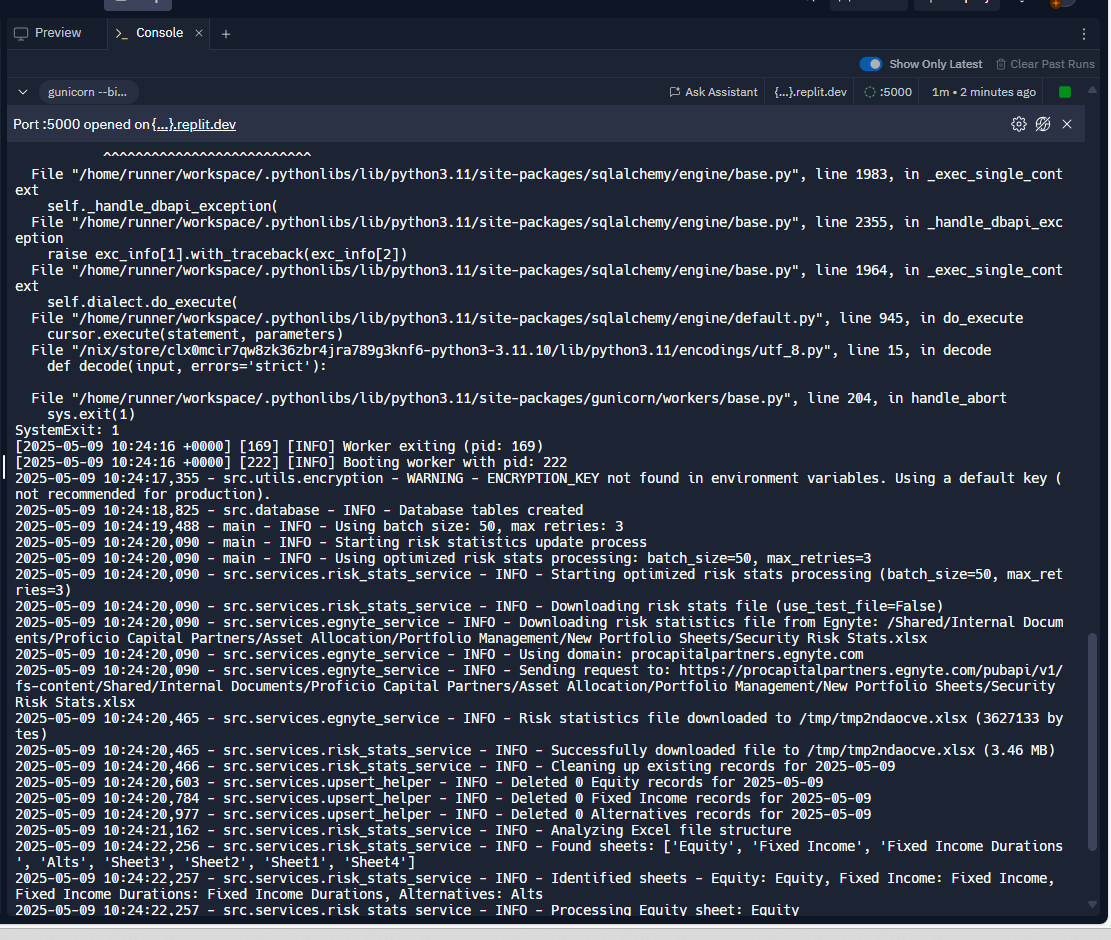 Preview
Console
Show Only Latest
Clear Past Runs
gunicorn --bi...
Ask Assistant
{...}.replit.dev
:5000
1m • 2 minutes ago
Port :5000 opened on {...}.replit.dev
^^^^^^^^^^^^^^^^^^^^^^^^^^
File "/home/runner/workspace/.pythonlibs/lib/python3.11/site-packages/sqlalchemy/engine/base.py", line 1983, in _exec_single_cont
ext
self._handle_dbapi_exception(
File "/home/runner/workspace/.pythonlibs/lib/python3.11/site-packages/sqlalchemy/engine/base.py", line 2355, in _handle_dbapi_exc
eption
raise exc_info[1].with_traceback(exc_info[2])
File "/home/runner/workspace/.pythonlibs/lib/python3.11/site-packages/sqlalchemy/engine/base.py", line 1964, in _exec_single_cont
ext
self.dialect.do_execute(
File "/home/runner/workspace/.pythonlibs/lib/python3.11/site-packages/sqlalchemy/engine/default.py", line 945, in do_execute
cursor.execute(statement, parameters)
File "/nix/store/clx0mcir7qw8zk36zbr4jra789g3knf6-python3-3.11.10/lib/python3.11/encodings/utf_8.py", line 15, in decode
def decode(input, errors='strict'):
File "/home/runner/workspace/.pythonlibs/lib/python3.11/site-packages/gunicorn/workers/base.py", line 204, in handle_abort
sys.exit(1)
SystemExit: 1
[2025-05-09 10:24:16 +0000] [169] [INFO] Worker exiting (pid: 169)
[2025-05-09 10:24:16 +0000] [222] [INFO] Booting worker with pid: 222
2025-05-09 10:24:17,355 - src.utils.encryption - WARNING - ENCRYPTION_KEY not found in environment variables. Using a default key (
not recommended for production).
2025-05-09 10:24:18,825 - src.database - INFO - Database tables created
2025-05-09 10:24:19,488 - main - INFO - Using batch size: 50, max retries: 3
2025-05-09 10:24:20,090 - main - INFO - Starting risk statistics update process
2025-05-09 10:24:20,090 - main - INFO - Using optimized risk stats processing: batch_size=50, max_retries=3
2025-05-09 10:24:20,090 - src.services.risk_stats_service - INFO - Starting optimized risk stats processing (batch_size=50, max_ret
ries=3)
2025-05-09 10:24:20,090 - src.services.risk_stats_service - INFO - Downloading risk stats file (use_test_file=False)
2025-05-09 10:24:20,090 - src.services.egnyte_service - INFO - Downloading risk statistics file from Egnyte: /Shared/Internal Docum
ents/Proficio Capital Partners/Asset Allocation/Portfolio Management/New Portfolio Sheets/Security Risk Stats.xlsx
2025-05-09 10:24:20,090 - src.services.egnyte_service - INFO - Using domain: procapitalpartners.egnyte.com
2025-05-09 10:24:20,090 - src.services.egnyte_service - INFO - Sending request to: https://procapitalpartners.egnyte.com/pubapi/v1/
fs-content/Shared/Internal Documents/Proficio Capital Partners/Asset Allocation/Portfolio Management/New Portfolio Sheets/Security
Risk Stats.xlsx
2025-05-09 10:24:20,465 - src.services.egnyte_service - INFO - Risk statistics file downloaded to /tmp/tmp2ndaocve.xlsx (3627133 by
tes)
2025-05-09 10:24:20,465 - src.services.risk_stats_service - INFO - Successfully downloaded file to /tmp/tmp2ndaocve.xlsx (3.46 MB)
2025-05-09 10:24:20,466 - src.services.risk_stats_service - INFO - Cleaning up existing records for 2025-05-09
2025-05-09 10:24:20,603 - src.services.upsert_helper - INFO - Deleted 0 Equity records for 2025-05-09
2025-05-09 10:24:20,784 - src.services.upsert_helper - INFO - Deleted 0 Fixed Income records for 2025-05-09
2025-05-09 10:24:20,977 - src.services.upsert_helper - INFO - Deleted 0 Alternatives records for 2025-05-09
2025-05-09 10:24:21,162 - src.services.risk_stats_service - INFO - Analyzing Excel file structure
2025-05-09 10:24:22,256 - src.services.risk_stats_service - INFO - Found sheets: ['Equity', 'Fixed Income', 'Fixed Income Durations
', 'Alts', 'Sheet3', 'Sheet2', 'Sheet1', 'Sheet4']
2025-05-09 10:24:22,257 - src.services.risk_stats_service - INFO - Identified sheets - Equity: Equity, Fixed Income: Fixed Income,
Fixed Income Durations: Fixed Income Durations, Alternatives: Alts
2025-05-09 10:24:22,257 - src.services.risk_stats_service - INFO - Processing Equity sheet: Equity